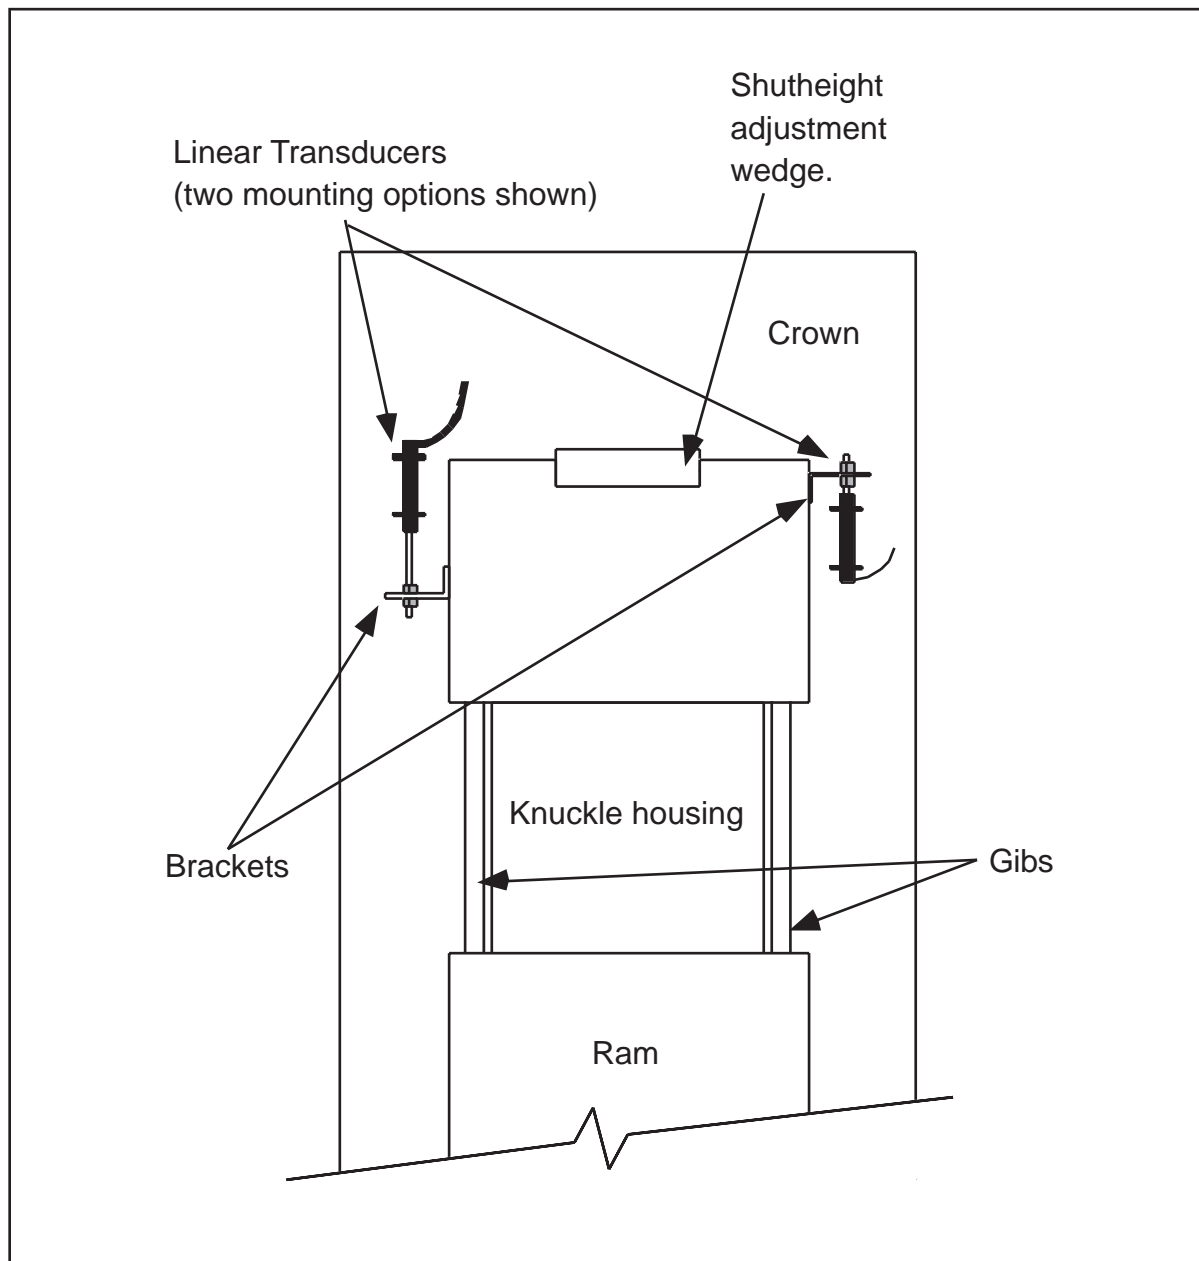 Shutheight
adjustment
wedge.
Linear Transducers
(two mounting options shown)
Crown
Knuckle housing
Brackets
Gibs
Ram